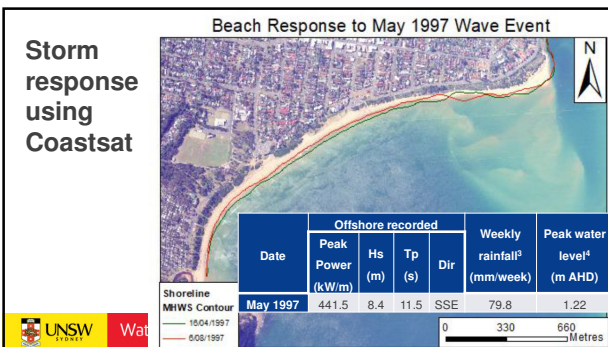 Beach Response to May 1997 Wave Event
Storm
response
using
Coastsat
N
Offshore recorded
Date
Peak
Power
(kW/m)
Hs
(m)
Tp
(s)
Dir
Weekly
rainfall³
(mm/week)
Peak water
level⁴
(m AHD)
May 1997 441.5 8.4 11.5 SSE 79.8 1.22
Shoreline
MHWS Contour
16/04/1997
6/08/1997
UNSW
SYDNEY
Wat
0 330 660
Metres